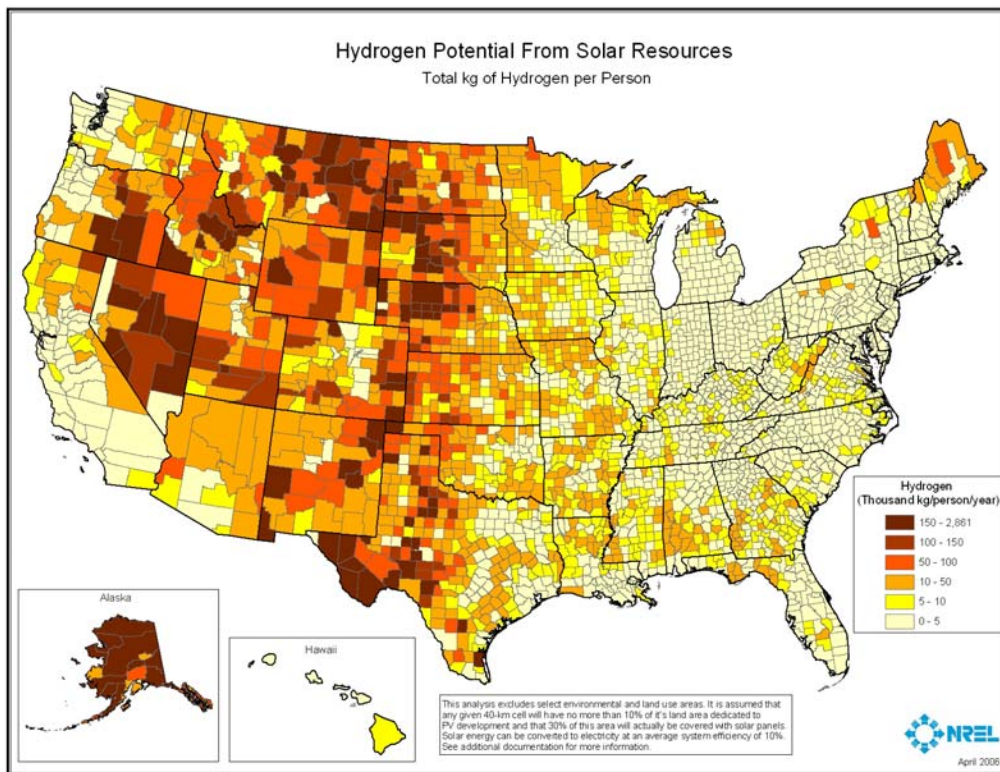 Hydrogen Potential From Solar Resources
Total kg of Hydrogen per Person
Hydrogen
(Thousand kg/person/year)
150 - 2,861
100 - 150
50 - 100
10 - 50
5 - 10
0 - 5
Alaska
Hawaii
This analysis excludes select environmental and land use areas. It is assumed that
any given 40-km cell will have no more than 10% of it's land area dedicated to
PV development and that 30% of this area will actually be covered with solar panels.
Solar energy can be converted to electricity at an average system efficiency of 10%.
See additional documentation for more information.
NREL
April 2006